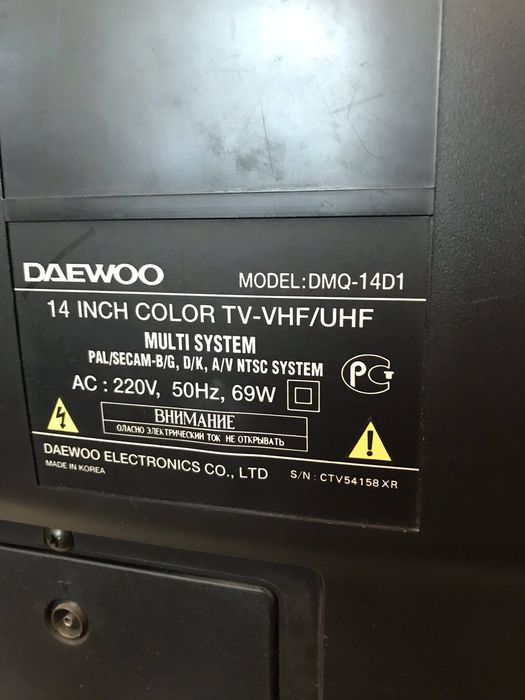 DAEWOO MODEL:DMQ-14D1
14 INCH COLOR TV-VHF/UHF
MULTI SYSTEM
PAL/SECAM-B/G, D/K, A/V NTSC SYSTEM
AC : 220V, 50Hz, 69W
ВНИМАНИЕ
ОЛАСНО ЭЛЕКТРИЧЕСКИЙ ТОК НЕ ОТКРЫВАТЬ
DAEWOO ELECTRONICS CO., LTD
MADE IN KOREA
S/N : CTV54158XR